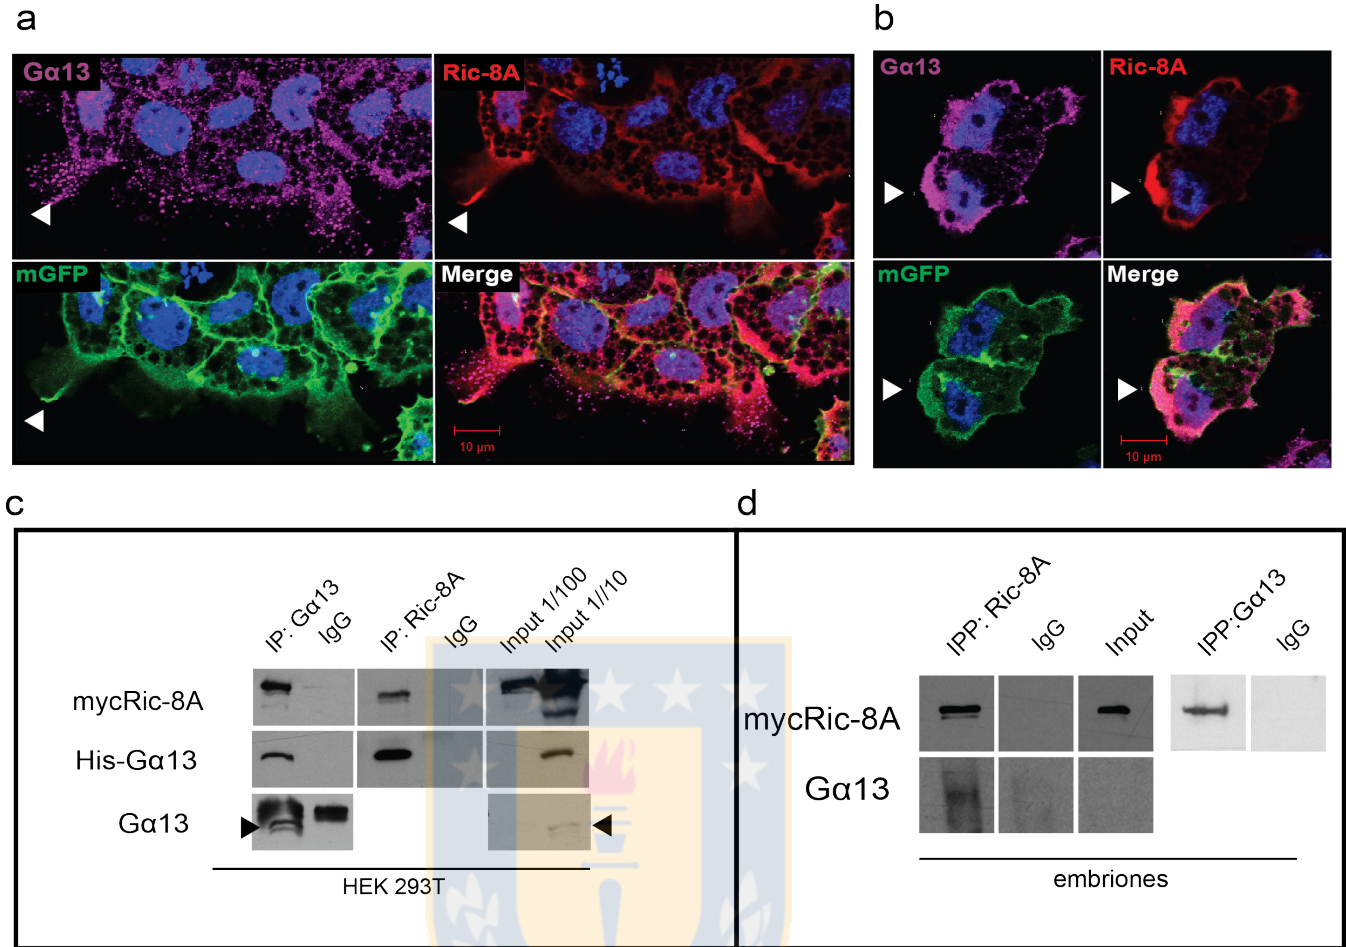 a
b
Gα13
Ric-8A
Gα13
Ric-8A
mGFP
Merge
mGFP
Merge
10 µm
10 µm
c
d
IP: Gα13
IgG
IP: Ric-8A
IgG
Input 1/100
Input 1//10
IPP: Ric-8A
IgG
Input
IPP:Gα13
IgG
mycRic-8A
mycRic-8A
His-Gα13
Gα13
Gα13
HEK 293T
embriones